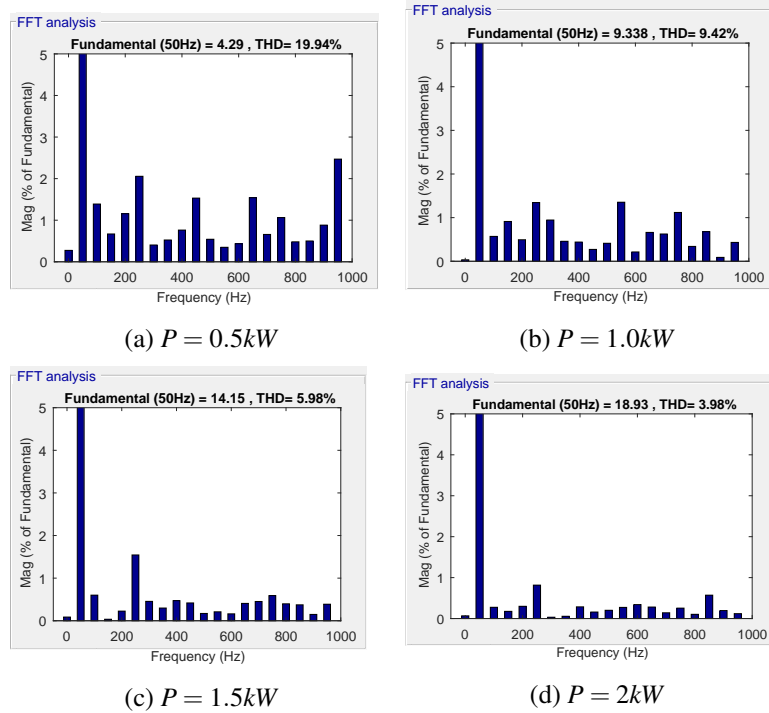 FFT analysis
Fundamental (50Hz) = 4.29 , THD= 19.94%
5
4
3
2
1
0
Mag (% of Fundamental)
0 200 400 600 800 1000
Frequency (Hz)
(a) P = 0.5kW
FFT analysis
Fundamental (50Hz) = 9.338 , THD= 9.42%
5
4
3
2
1
0
Mag (% of Fundamental)
0 200 400 600 800 1000
Frequency (Hz)
(b) P = 1.0kW
FFT analysis
Fundamental (50Hz) = 14.15 , THD= 5.98%
5
4
3
2
1
0
Mag (% of Fundamental)
0 200 400 600 800 1000
Frequency (Hz)
(c) P = 1.5kW
FFT analysis
Fundamental (50Hz) = 18.93 , THD= 3.98%
5
4
3
2
1
0
Mag (% of Fundamental)
0 200 400 600 800 1000
Frequency (Hz)
(d) P = 2kW